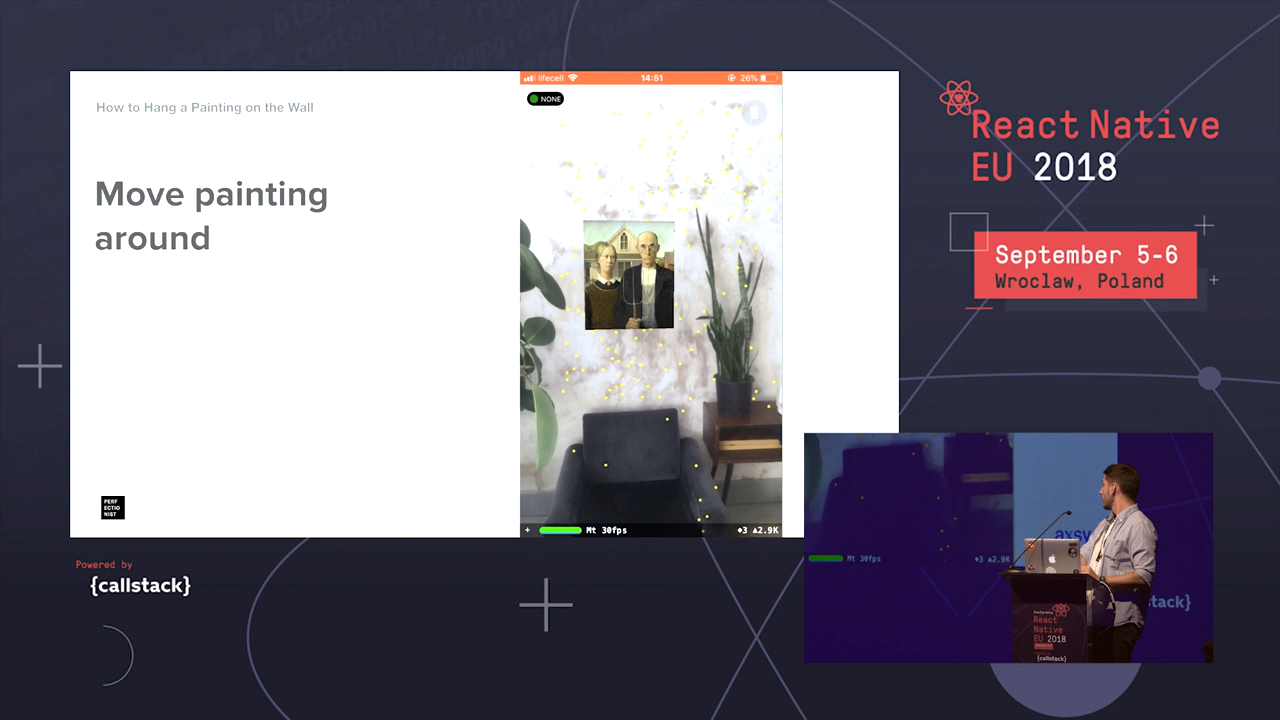 How to Hang a Painting on the Wall
Move painting
around
PERF
ECTIO
NIST
lifecell
14:51
26%
NONE
+
Mt 30fps
◆3 ▲2.9K
React Native
EU 2018
September 5-6
Wroclaw, Poland
Powered by
{callstack}
Mt 30fps
◆3 ▲2.9K
stack}
Conference
React
Native
EU 2018
{callstack}